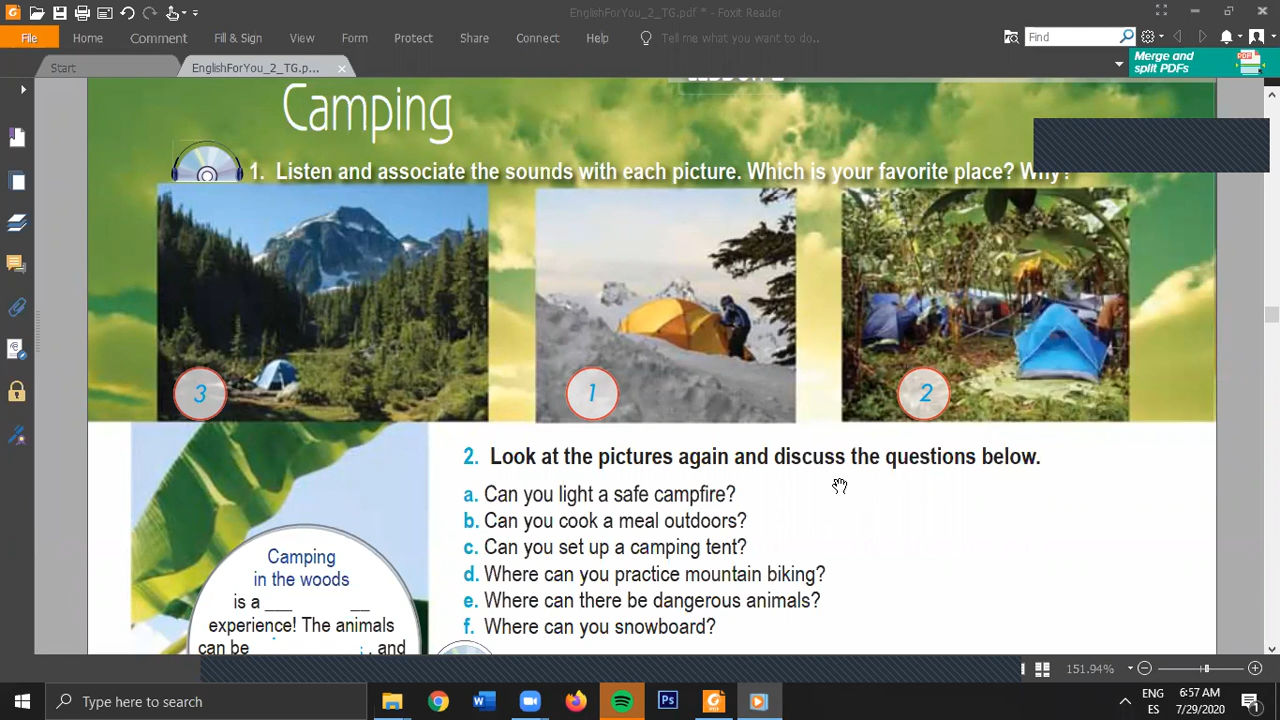 EnglishForYou_2_TG.pdf * - Foxit Reader
File Home Comment Fill & Sign View Form Protect Share Connect Help Tell me what you want to do.. Find
Start EnglishForYou_2_TG.p...
Merge and
split PDFs
Camping
1. Listen and associate the sounds with each picture. Which is your favorite place? Why?
3
1
2
2. Look at the pictures again and discuss the questions below.
a. Can you light a safe campfire?
b. Can you cook a meal outdoors?
c. Can you set up a camping tent?
d. Where can you practice mountain biking?
e. Where can there be dangerous animals?
f. Where can you snowboard?
Camping
in the woods
is a ___ __
experience! The animals
can be , and
151.94%
Type here to search
ENG
ES
6:57 AM
7/29/2020
1